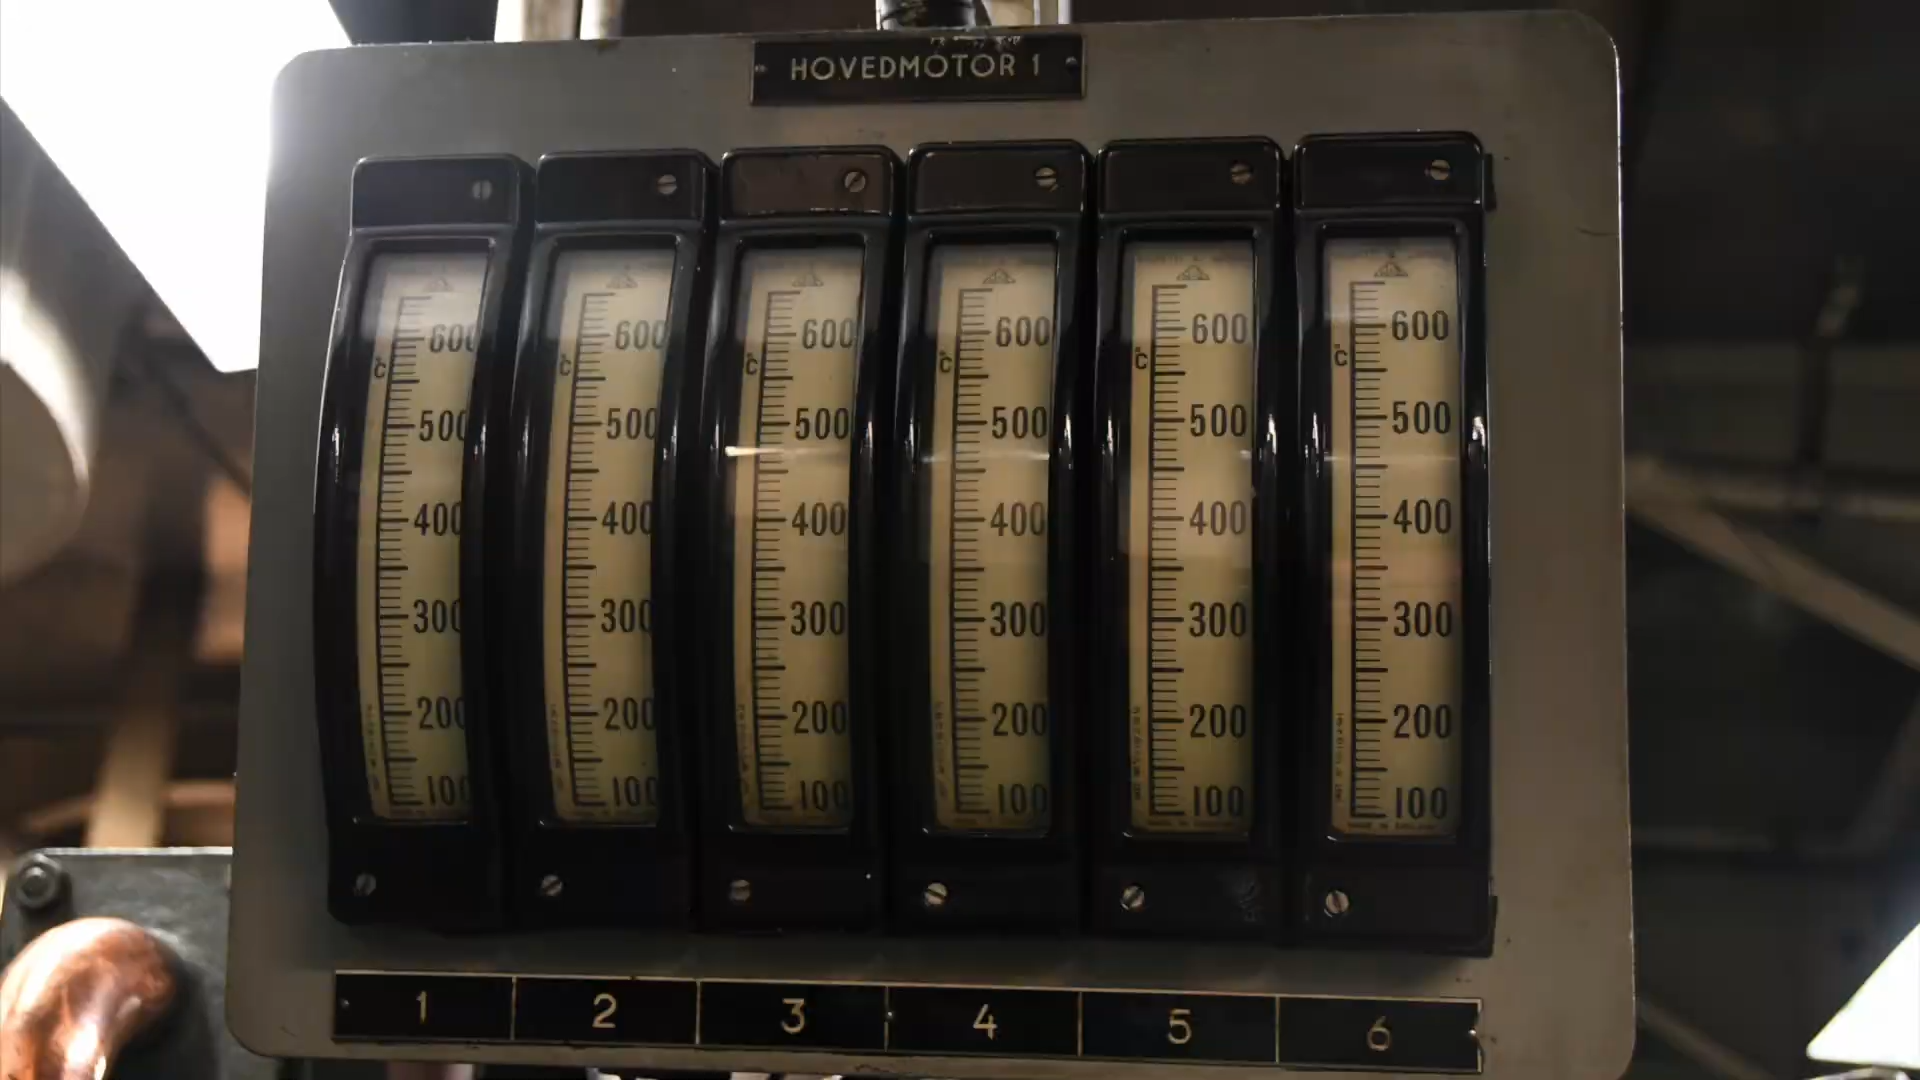 HOVEDMOTOR 1
600 600 600 600 600 600
°C °C °C °C °C °C
500 500 500 500 500 500
400 400 400 400 400 400
300 300 300 300 300 300
200 200 200 200 200 200
100 100 100 100 100 100
1 2 3 4 5 6